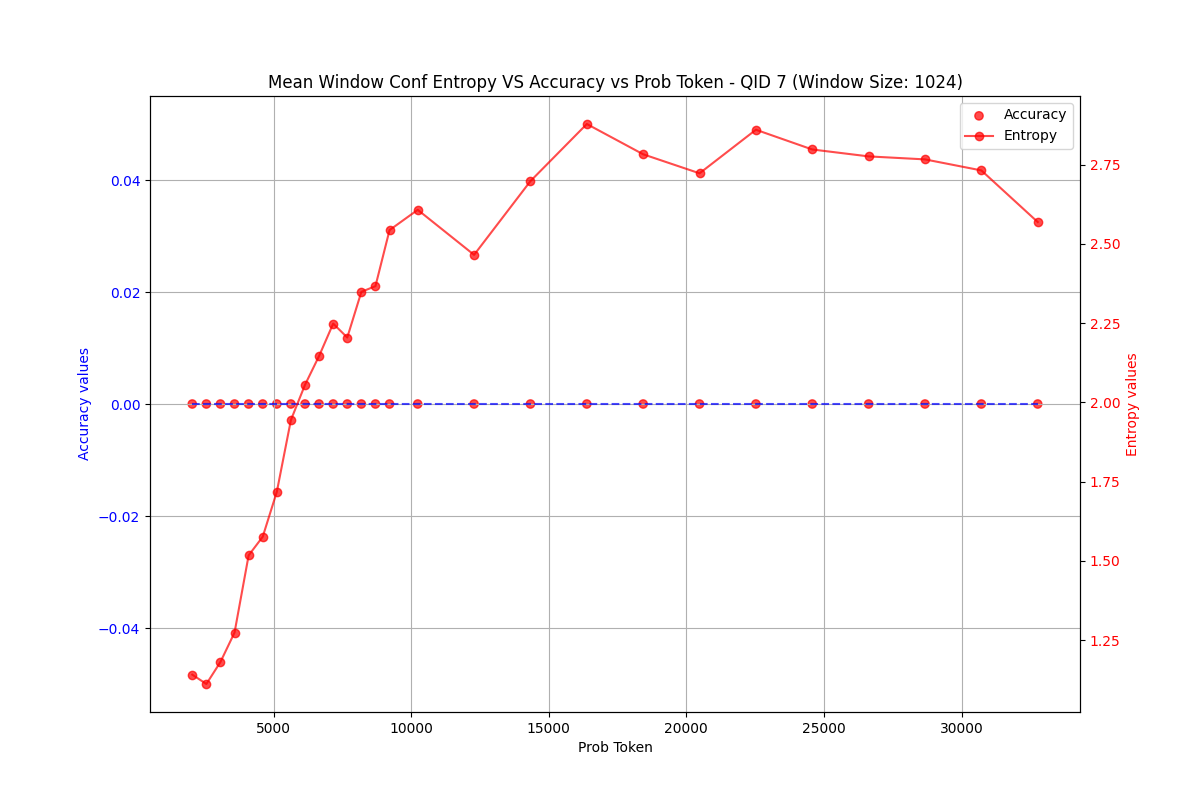 Mean Window Conf Entropy VS Accuracy vs Prob Token - QID 7 (Window Size: 1024)
Accuracy
Entropy
0.04
0.02
0.00
−0.02
−0.04
Accuracy values
2.75
2.50
2.25
2.00
1.75
1.50
1.25
Entropy values
5000 10000 15000 20000 25000 30000
Prob Token